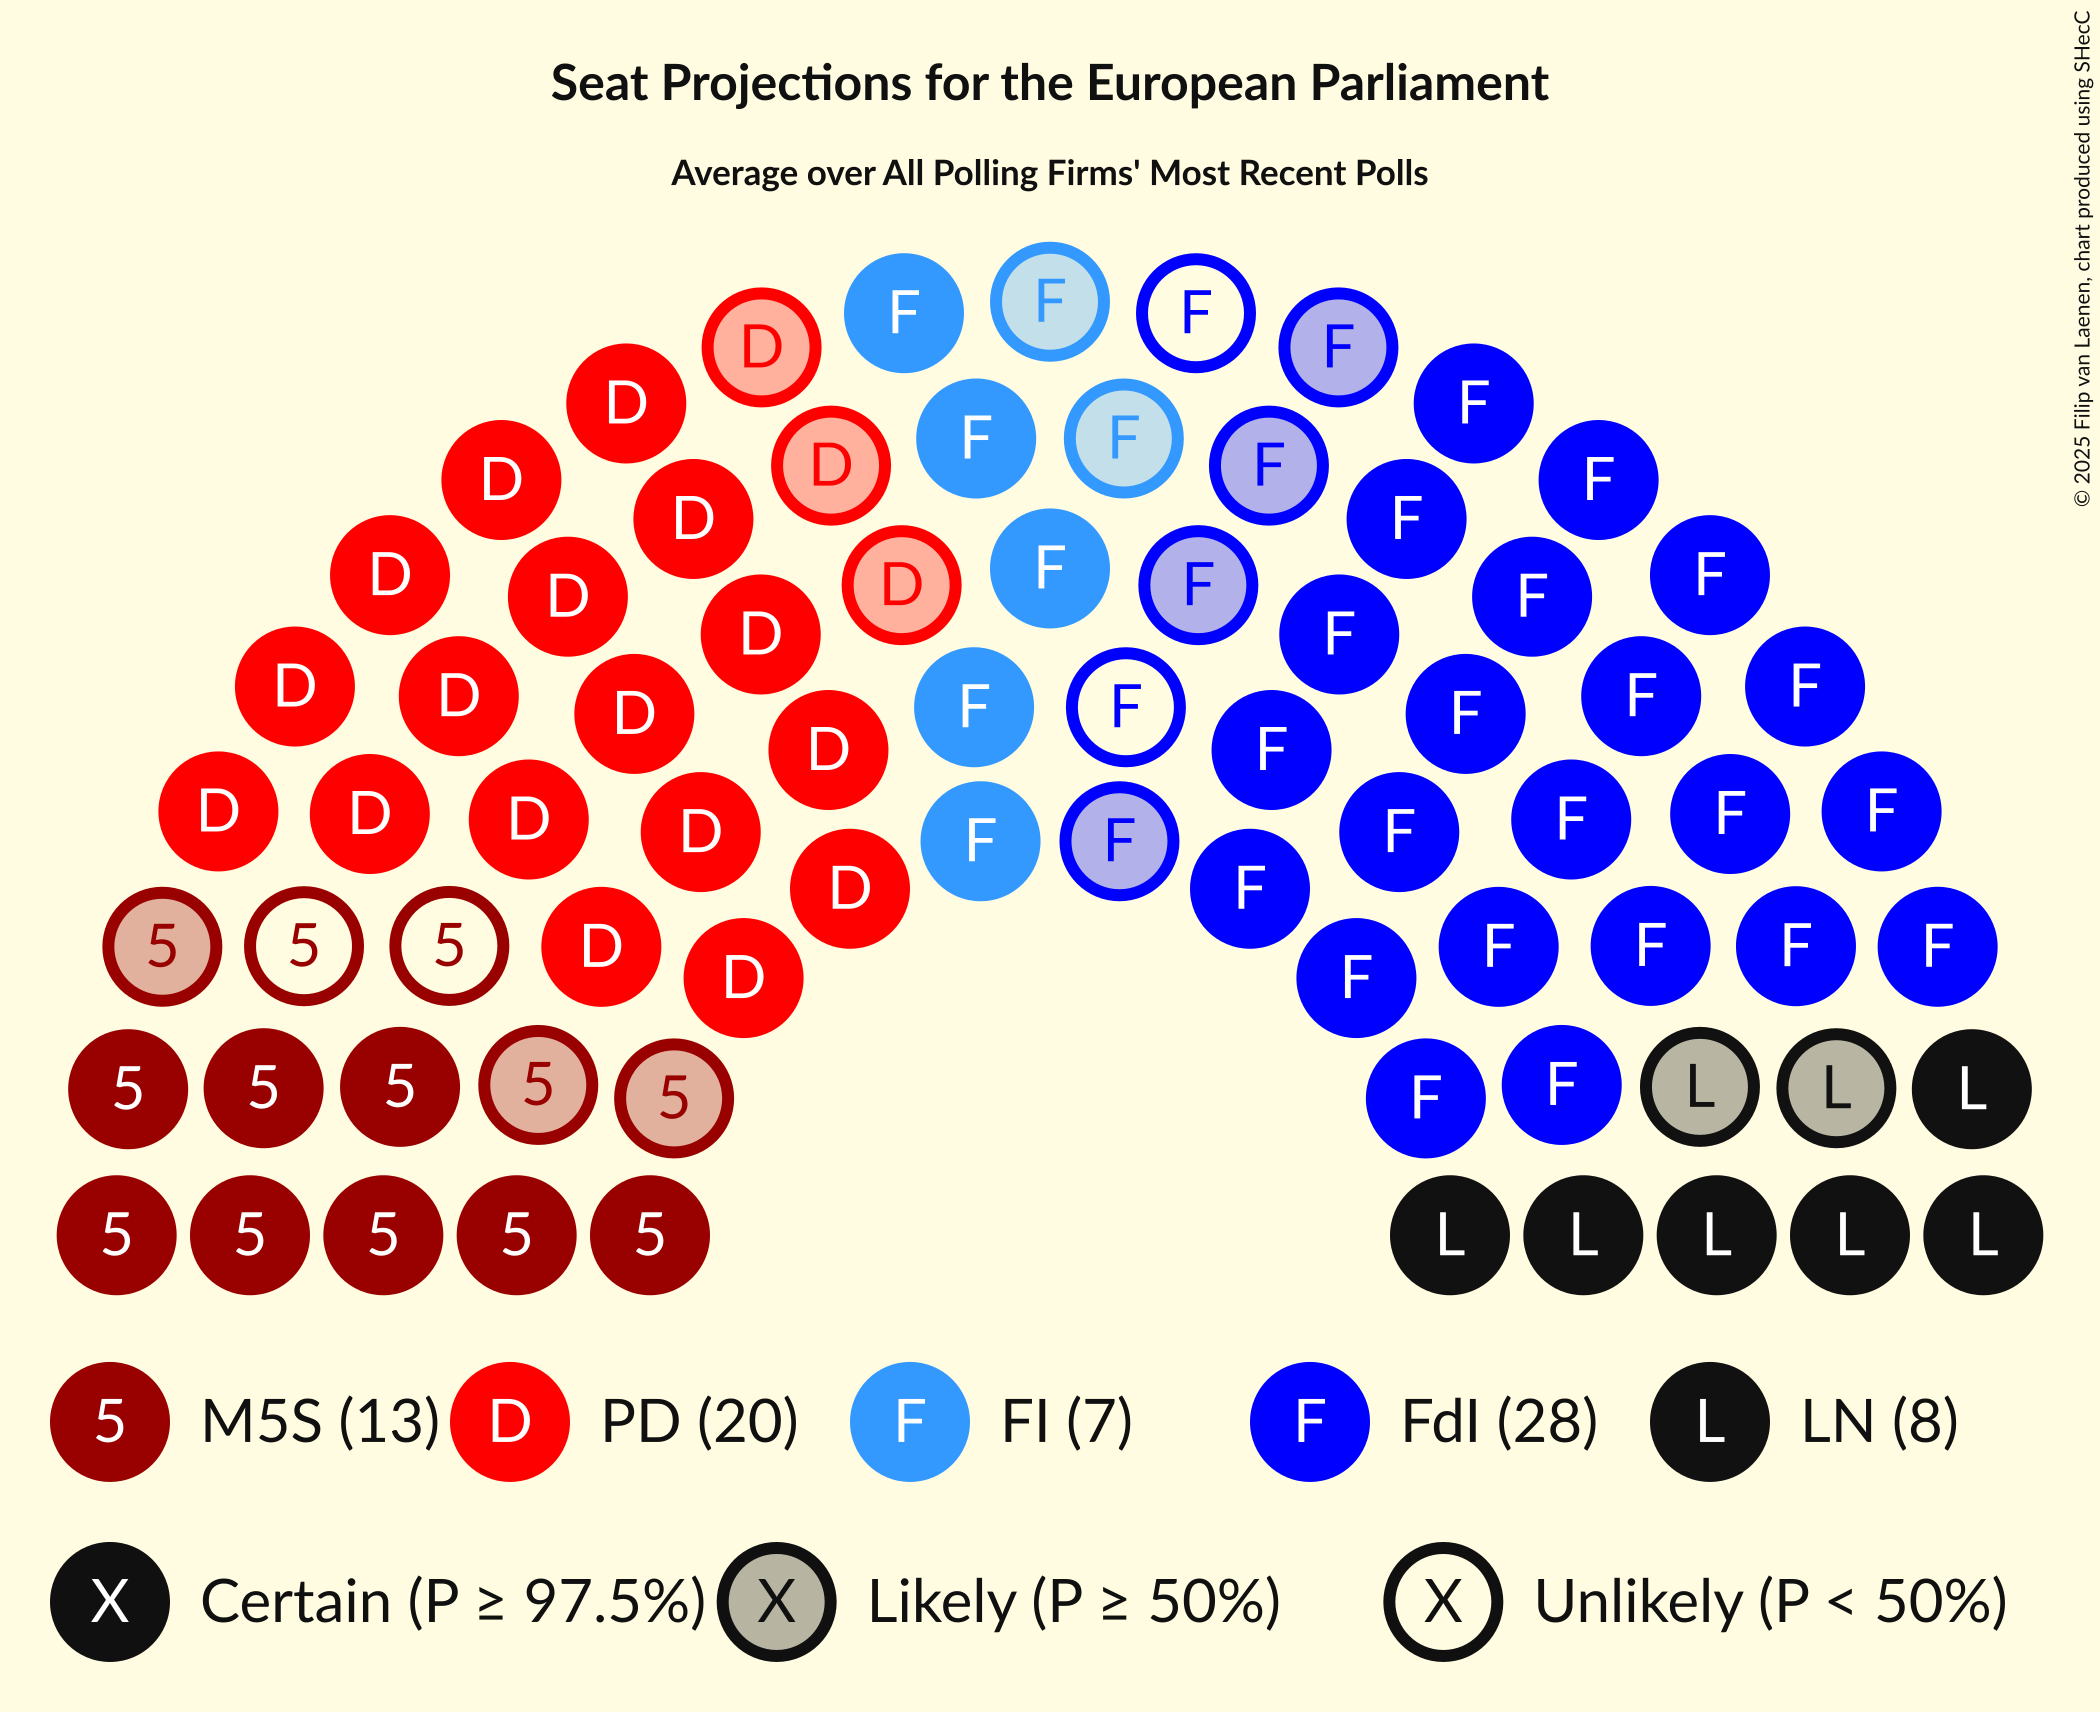 Seat Projections for the European Parliament
Average over All Polling Firms' Most Recent Polls
© 2025 Filip van Laenen, chart produced using SHecC
F
D F F F
D F
D F F D F F
D D F F
D D F F
D D F F
D F F D
D D F F
D D F F
D D D D F F F F
F F
D F
5 5 5 D F F F F
D F
5 5 5 5 5 F F L L L
5 5 5 5 5 L L L L L
5 M5S (13) D PD (20) F FI (7) F FdI (28) L LN (8)
X Certain (P ≥ 97.5%) X Likely (P ≥ 50%) X Unlikely (P < 50%)